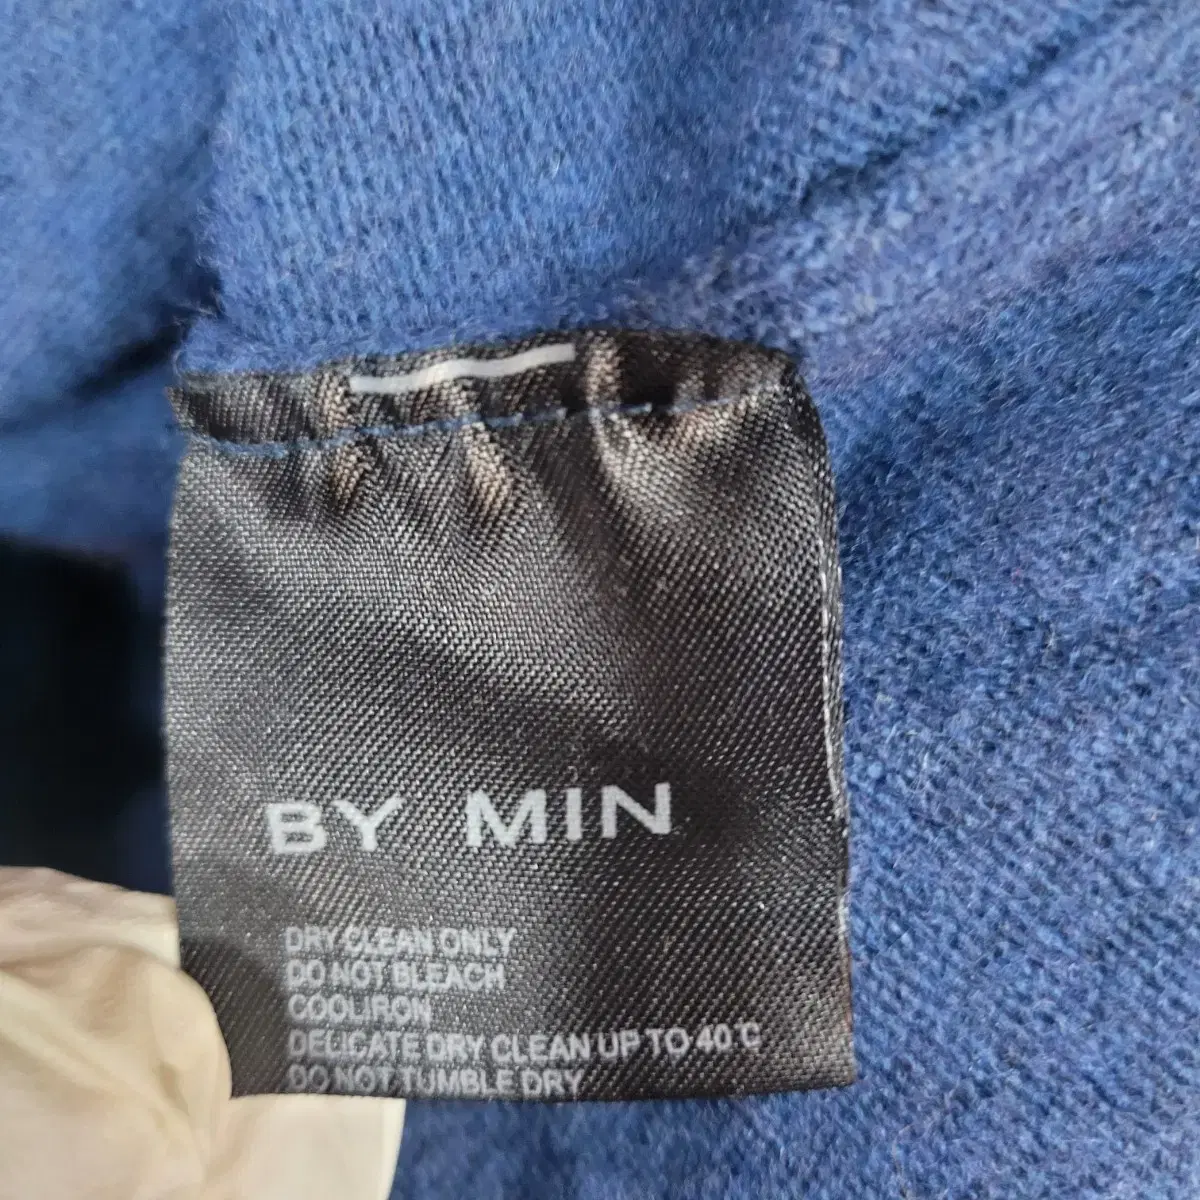 BY MIN
DRY CLEAN ONLY
DO NOT BLEACH
COOLIRON
DELICATE DRY CLEAN UP TO 40℃
DO NOT TUMBLE DRY